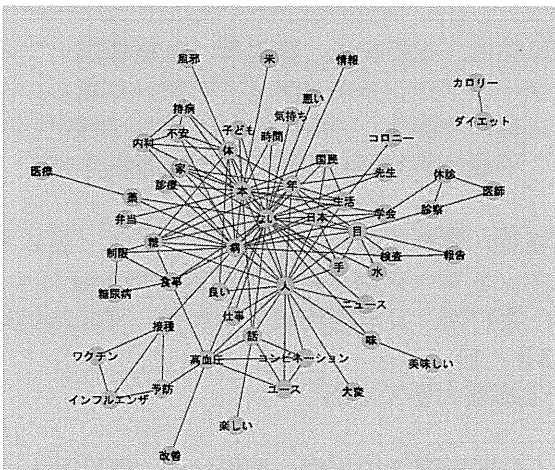 風邪
米
情報
カロリー
悪い
持病
気持ち
ダイエット
不安
子ども
時間
コロニー
内科
体
国民
医療
家
先生
休診
診療
本
年
医師
薬
生活
弁当
ない
日本
学会
診察
目
糖
病
制限
検査
報告
手
水
食事
人
糖尿病
良い
ニュース
仕事
接種
話
味
ワクチン
高血圧
コンビネーション
美味しい
予防
ユース
大変
インフルエンザ
楽しい
改善